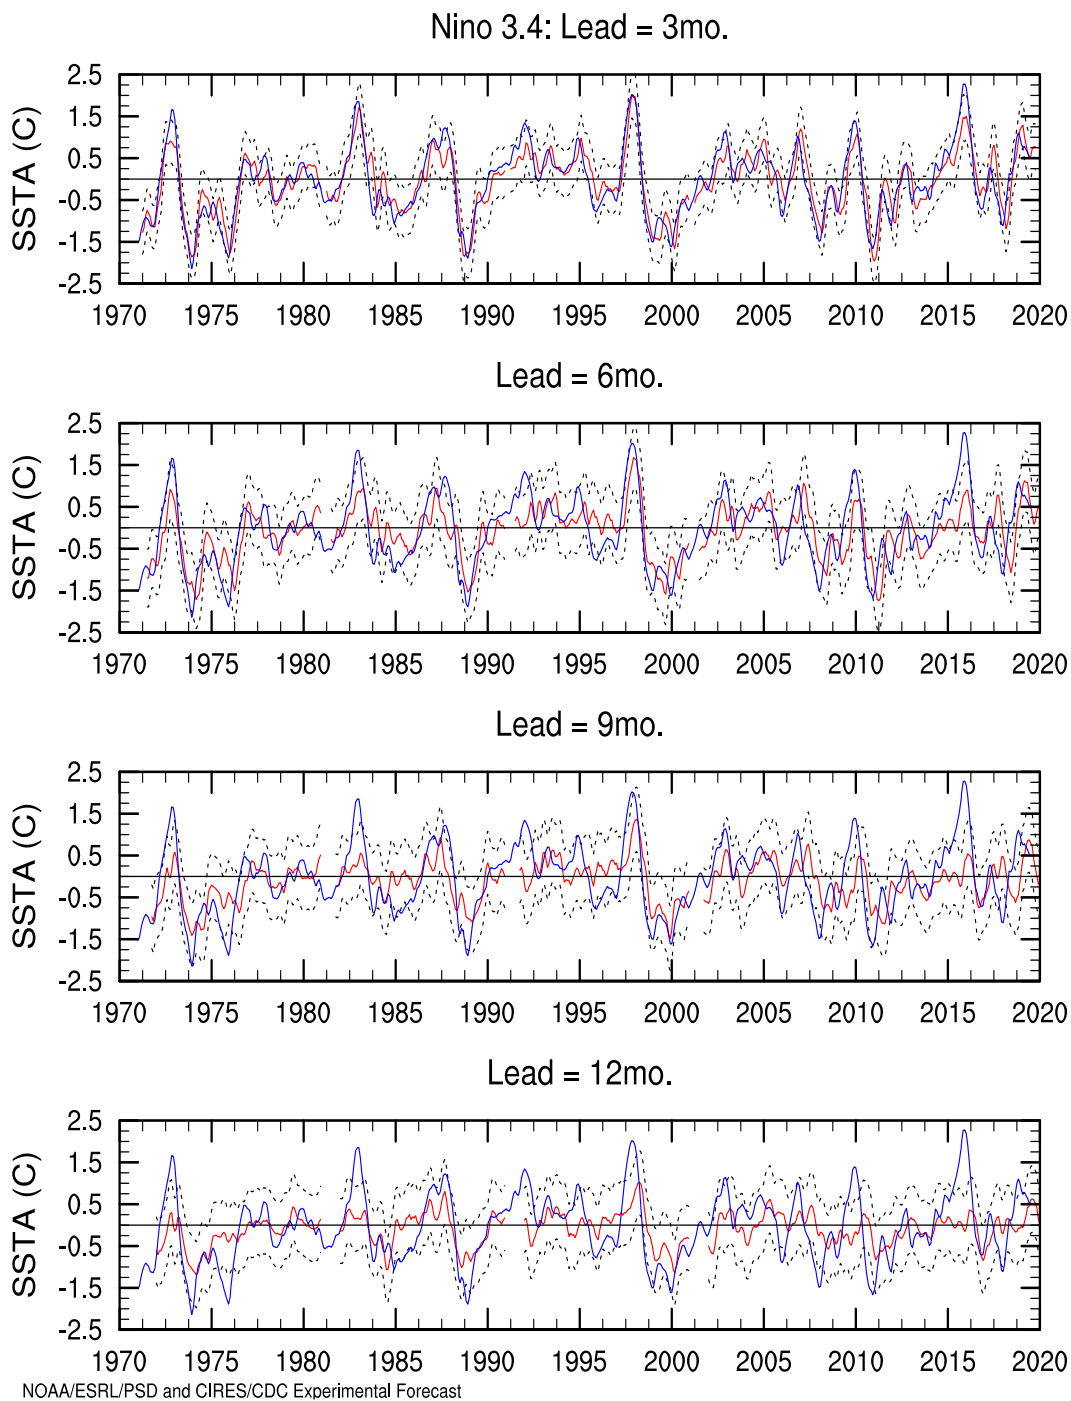 Nino 3.4: Lead = 3mo.
SSTA (C)
2.5
1.5
0.5
-0.5
-1.5
-2.5
1970 1975 1980 1985 1990 1995 2000 2005 2010 2015 2020
Lead = 6mo.
SSTA (C)
2.5
1.5
0.5
-0.5
-1.5
-2.5
1970 1975 1980 1985 1990 1995 2000 2005 2010 2015 2020
Lead = 9mo.
SSTA (C)
2.5
1.5
0.5
-0.5
-1.5
-2.5
1970 1975 1980 1985 1990 1995 2000 2005 2010 2015 2020
Lead = 12mo.
SSTA (C)
2.5
1.5
0.5
-0.5
-1.5
-2.5
1970 1975 1980 1985 1990 1995 2000 2005 2010 2015 2020
NOAA/ESRL/PSD and CIRES/CDC Experimental Forecast